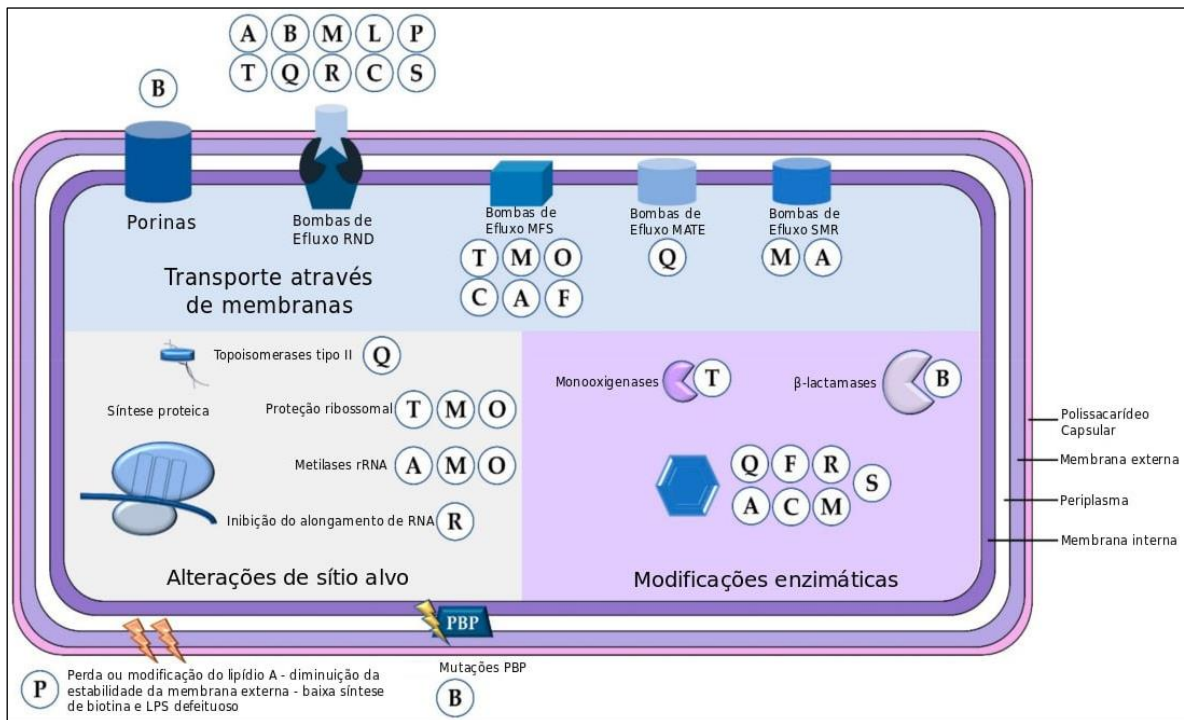 A B M L P
T Q R C S
B
Porinas
Bombas de
Efluxo RND
Bombas de
Efluxo MFS
T M O
C A F
Bombas de
Efluxo MATE
Q
Bombas de
Efluxo SMR
M A
Transporte através
de membranas
Topoisomerases tipo II Q
Síntese proteica
Proteção ribossomal T M O
Metilases rRNA A M O
Inibição do alongamento de RNA R
Alterações de sítio alvo
Monooxigenases T
β-lactamases B
Q F R S
A C M
Modificações enzimáticas
Polissacarídeo
Capsular
Membrana externa
Periplasma
Membrana interna
PBP
Mutações PBP
B
P
Perda ou modificação do lipídio A - diminuição da
estabilidade da membrana externa - baixa síntese
de biotina e LPS defeituoso